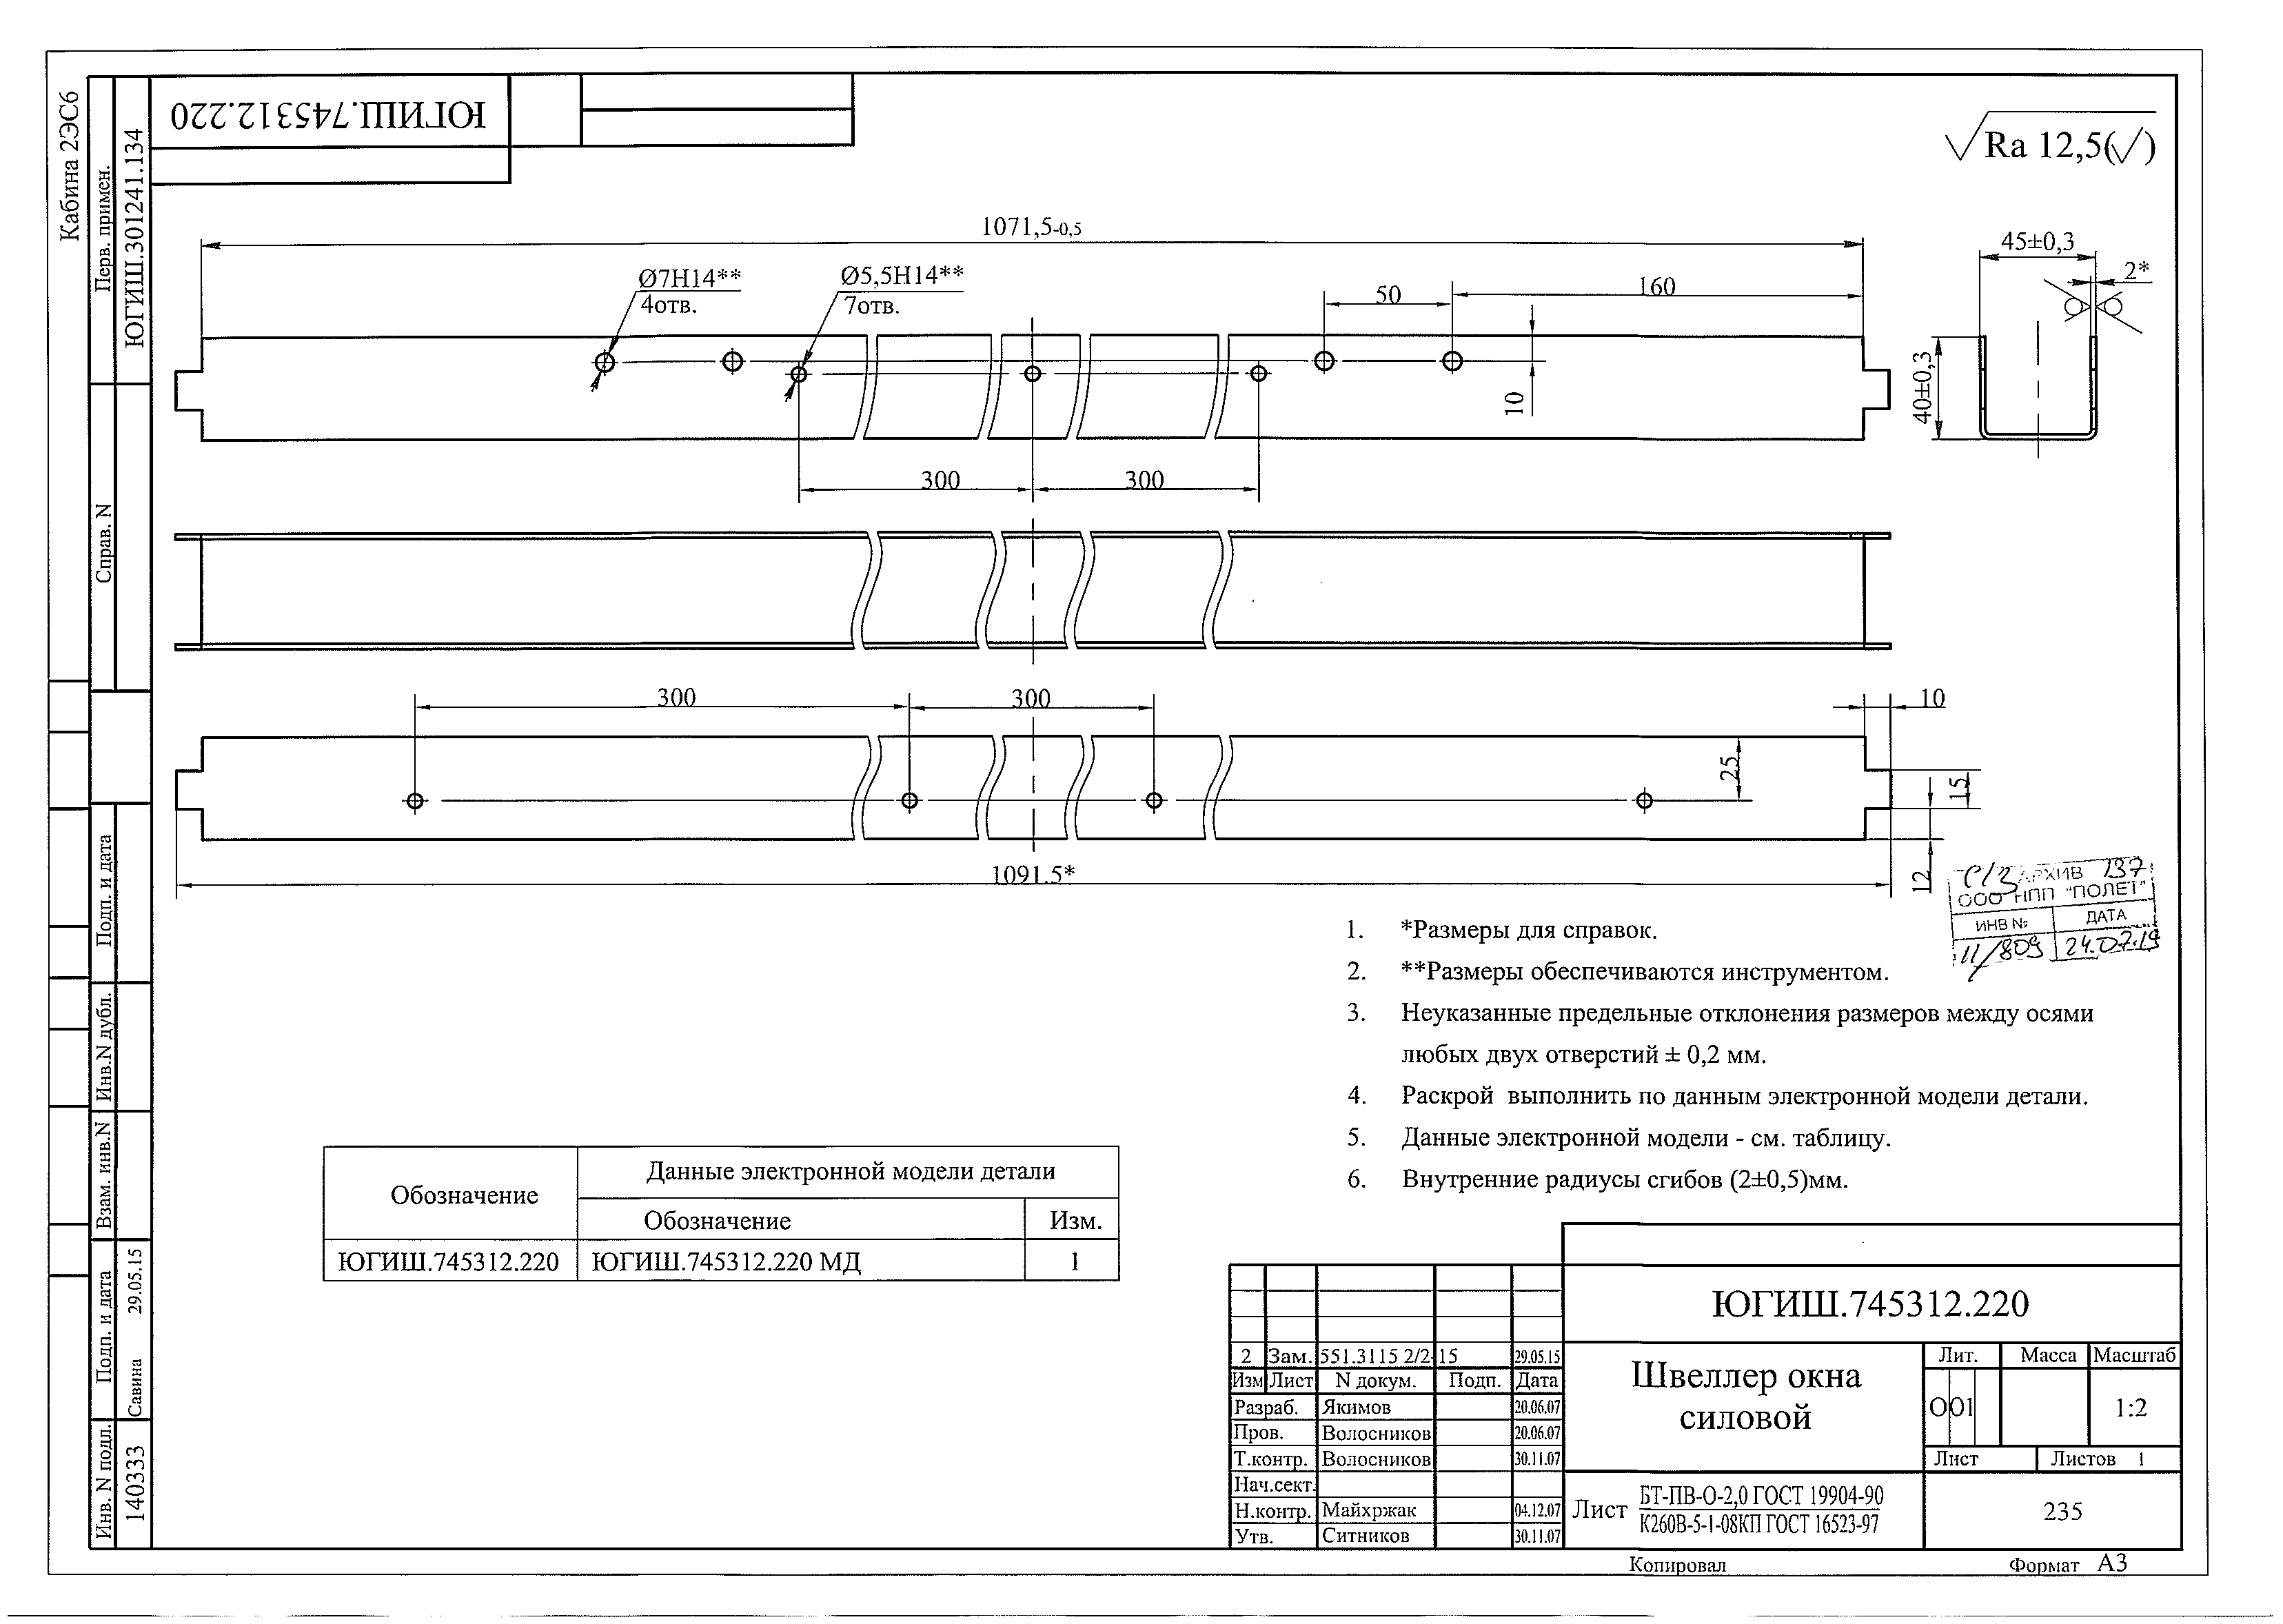 Кабина 2ЭС6
Перв. примен.
ЮГИШ.301241.134
Справ. N
Подп. и дата
Инв.N дубл.
Взам. инв.N
Подп. и дата
Савина 29.05.15
Инв. N подл.
140333
ЮГИШ.745312.220
Ra 12,5(√)
1071,5-0,5
Ø7H14**
4отв.
Ø5,5H14**
7отв.
50
160
10
300
300
45±0,3
2*
40±0,3
300
300
10
25
15
12
1091.5*
АРХИВ 137
ООО НПП "ПОЛЕТ"
ИНВ № ДАТА
11/809 24.07.19
1. *Размеры для справок.
2. **Размеры обеспечиваются инструментом.
3. Неуказанные предельные отклонения размеров между осями
любых двух отверстий ± 0,2 мм.
4. Раскрой выполнить по данным электронной модели детали.
5. Данные электронной модели - см. таблицу.
6. Внутренние радиусы сгибов (2±0,5)мм.
Обозначение Данные электронной модели детали
Обозначение Изм.
ЮГИШ.745312.220 ЮГИШ.745312.220 МД 1
ЮГИШ.745312.220
2 Зам. 551.3115 2/2-15 29.05.15
Изм Лист N докум. Подп. Дата
Разраб. Якимов 20.06.07
Пров. Волосников 20.06.07
Т.контр. Волосников 30.11.07
Нач.сект.
Н.контр. Майхржак 04.12.07
Утв. Ситников 30.11.07
Швеллер окна
силовой
Лит. Масса Масштаб
О О1 1:2
Лист Листов 1
Лист БТ-ПВ-О-2,0 ГОСТ 19904-90
К260В-5-1-08КП ГОСТ 16523-97
235
Копировал Формат А3